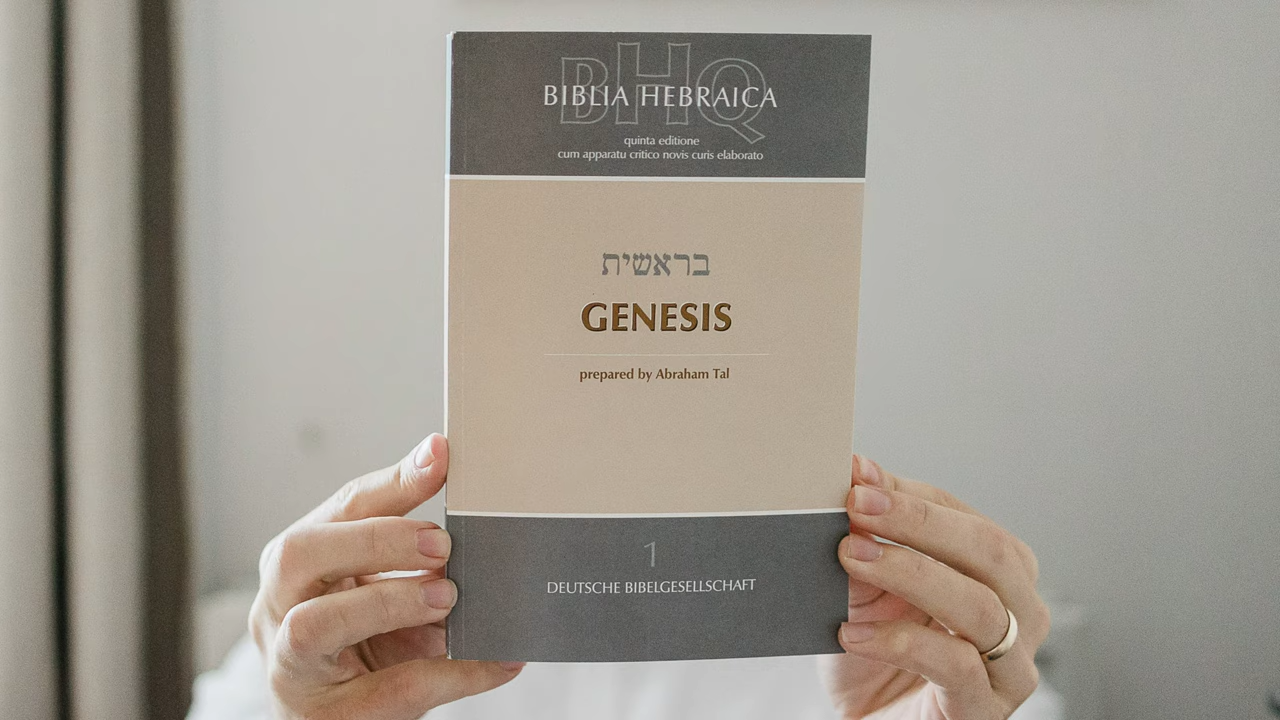 BHQ
BIBLIA HEBRAICA
quinta editione
cum apparatu critico novis curis elaborato
בראשית
GENESIS
prepared by Abraham Tal
1
DEUTSCHE BIBELGESELLSCHAFT